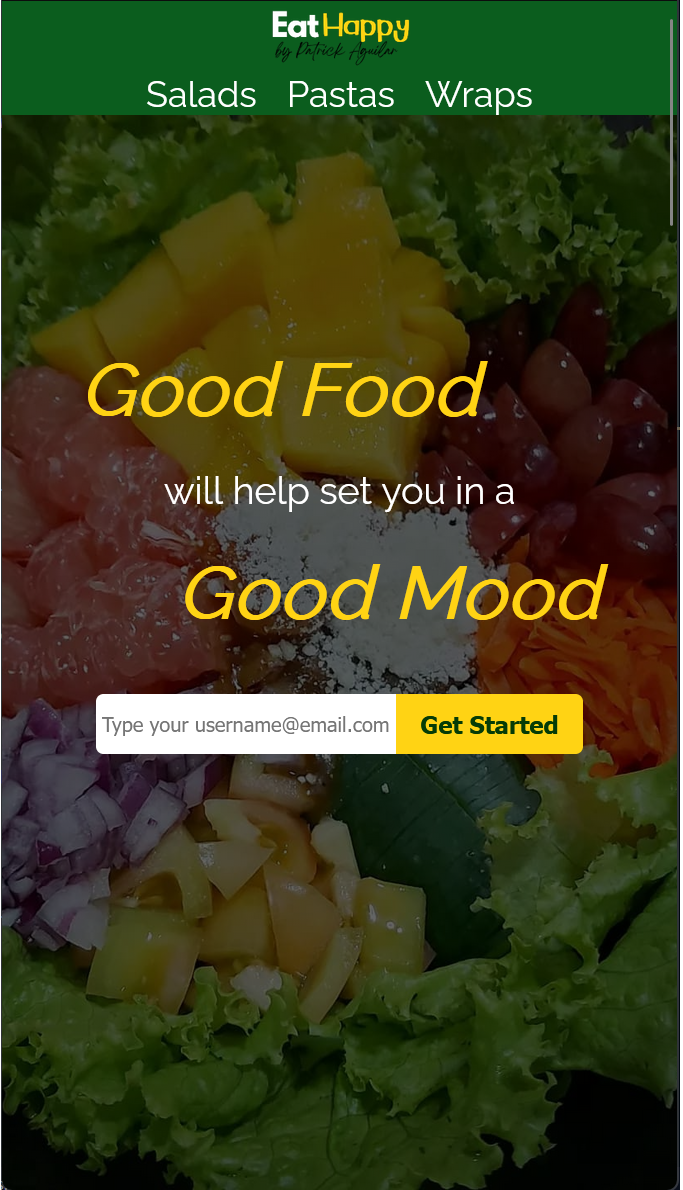 EatHappy
by Patrick Aguilar
Salads Pastas Wraps
Good Food
will help set you in a
Good Mood
Type your username@email.com Get Started